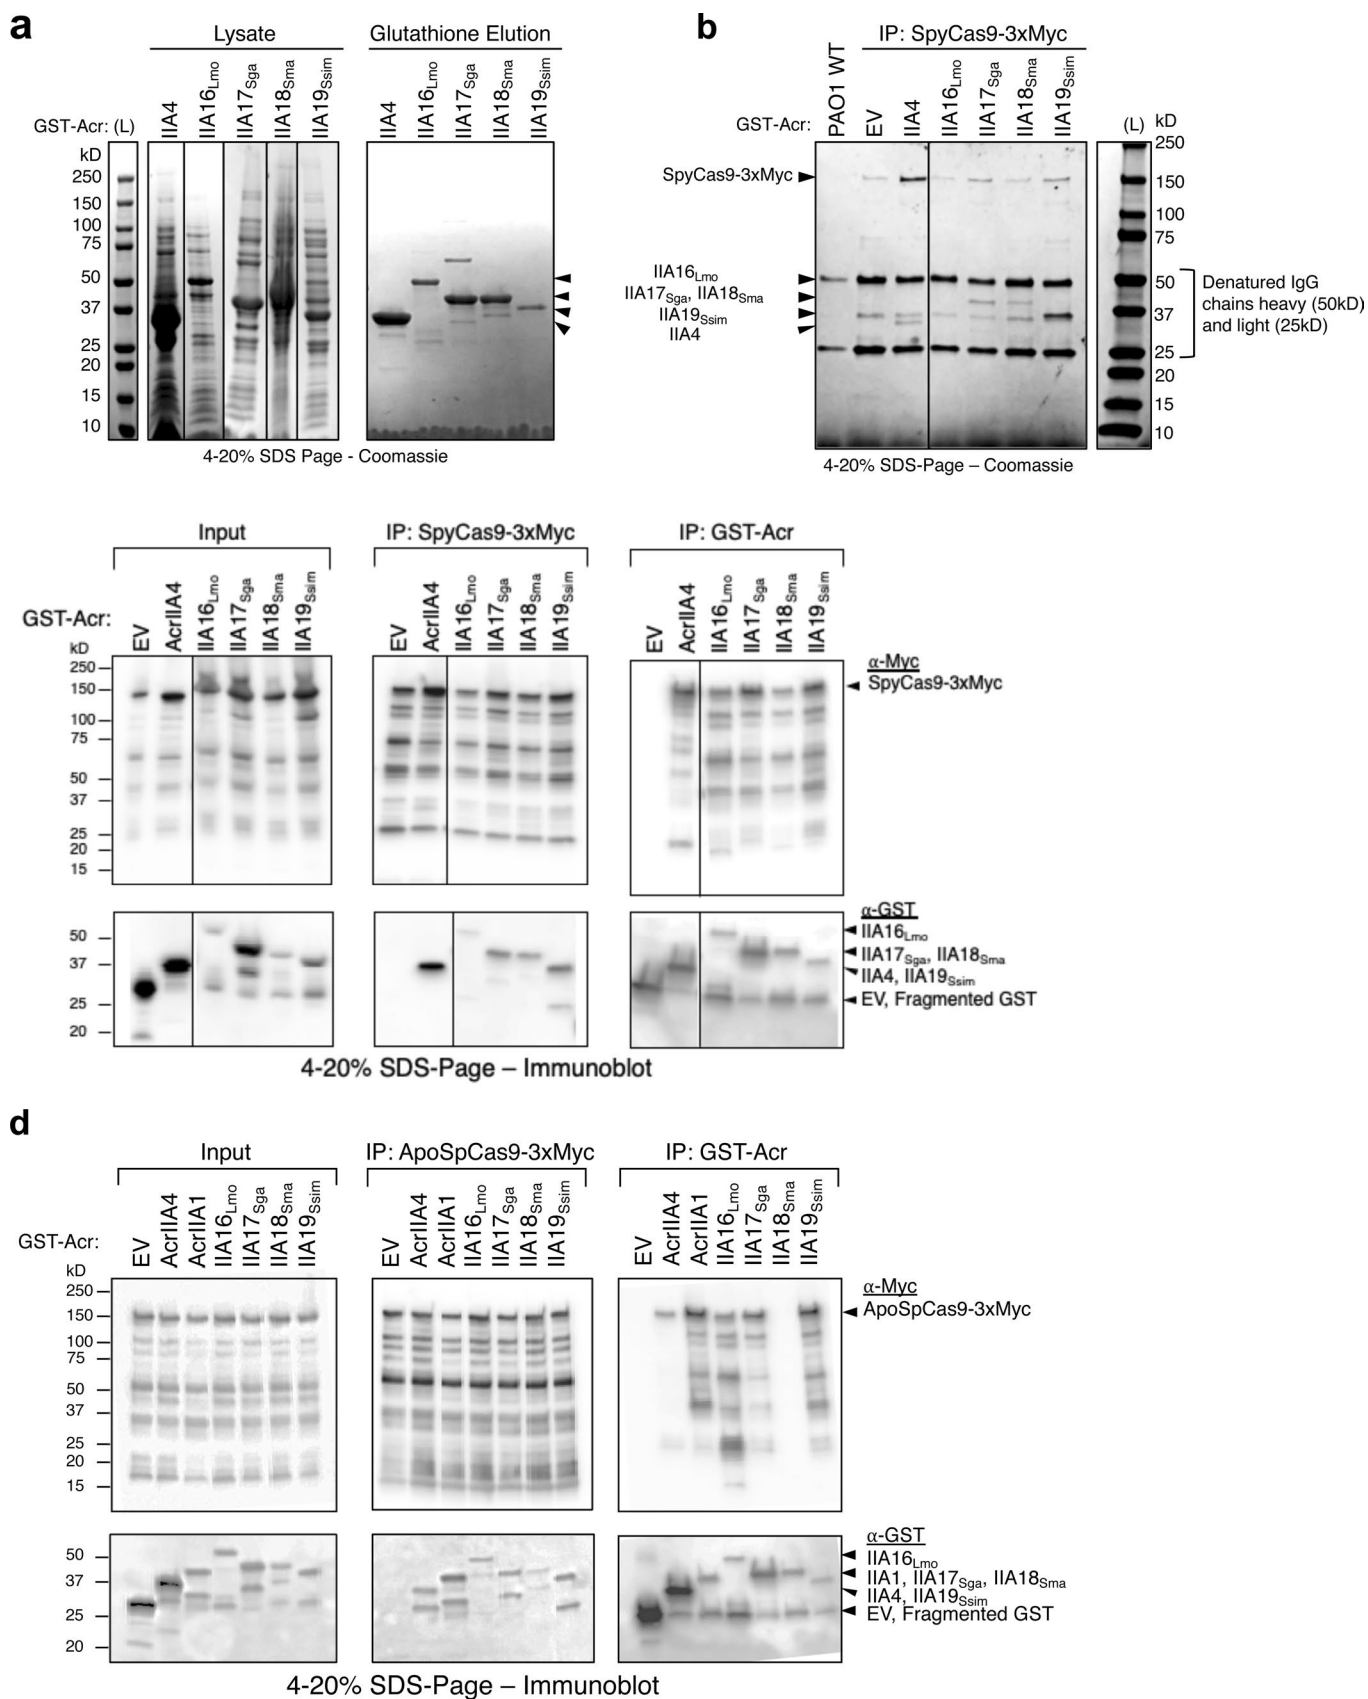 a
Lysate
Glutathione Elution
GST-Acr: (L) IIA4 IIA16Lmo IIA17Sga IIA18Sma IIA19Ssim
IIA4 IIA16Lmo IIA17Sga IIA18Sma IIA19Ssim
kD
250
150
100
75
50
37
25
20
15
10
4-20% SDS Page - Coomassie
b
IP: SpyCas9-3xMyc
GST-Acr: PAO1 WT EV IIA4 IIA16Lmo IIA17Sga IIA18Sma IIA19Ssim (L) kD
SpyCas9-3xMyc
IIA16Lmo
IIA17Sga, IIA18Sma
IIA19Ssim
IIA4
250
150
100
75
50
37
25
20
15
10
Denatured IgG
chains heavy (50kD)
and light (25kD)
4-20% SDS-Page – Coomassie
Input
IP: SpyCas9-3xMyc
IP: GST-Acr
GST-Acr: EV AcrIIA4 IIA16Lmo IIA17Sga IIA18Sma IIA19Ssim
EV AcrIIA4 IIA16Lmo IIA17Sga IIA18Sma IIA19Ssim
EV AcrIIA4 IIA16Lmo IIA17Sga IIA18Sma IIA19Ssim
kD
250
150
100
75
50
37
25
20
15
α-Myc
SpyCas9-3xMyc
50
37
25
20
α-GST
IIA16Lmo
IIA17Sga, IIA18Sma
IIA4, IIA19Ssim
EV, Fragmented GST
4-20% SDS-Page – Immunoblot
d
Input
IP: ApoSpCas9-3xMyc
IP: GST-Acr
GST-Acr: EV AcrIIA4 AcrIIA1 IIA16Lmo IIA17Sga IIA18Sma IIA19Ssim
EV AcrIIA4 AcrIIA1 IIA16Lmo IIA17Sga IIA18Sma IIA19Ssim
EV AcrIIA4 AcrIIA1 IIA16Lmo IIA17Sga IIA18Sma IIA19Ssim
kD
250
150
100
75
50
37
25
20
15
α-Myc
ApoSpCas9-3xMyc
50
37
25
20
α-GST
IIA16Lmo
IIA1, IIA17Sga, IIA18Sma
IIA4, IIA19Ssim
EV, Fragmented GST
4-20% SDS-Page – Immunoblot